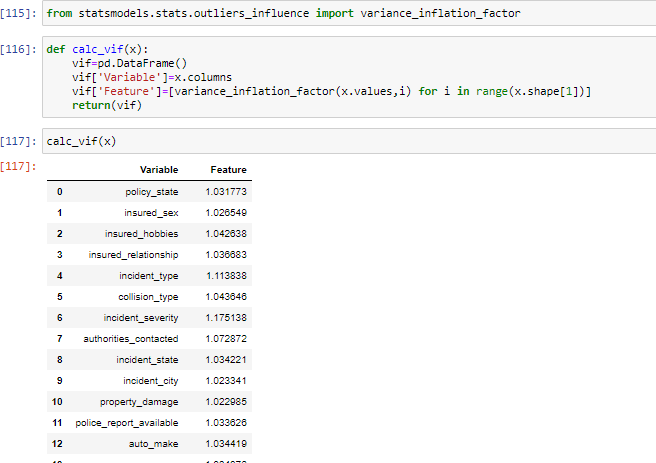 [115]: from statsmodels.stats.outliers_influence import variance_inflation_factor
[116]: def calc_vif(x):
vif=pd.DataFrame()
vif['Variable']=x.columns
vif['Feature']=[variance_inflation_factor(x.values,i) for i in range(x.shape[1])]
return(vif)
[117]: calc_vif(x)
[117]: Variable Feature
0 policy_state 1.031773
1 insured_sex 1.026549
2 insured_hobbies 1.042638
3 insured_relationship 1.036683
4 incident_type 1.113838
5 collision_type 1.043646
6 incident_severity 1.175138
7 authorities_contacted 1.072872
8 incident_state 1.034221
9 incident_city 1.023341
10 property_damage 1.022985
11 police_report_available 1.033626
12 auto_make 1.034419